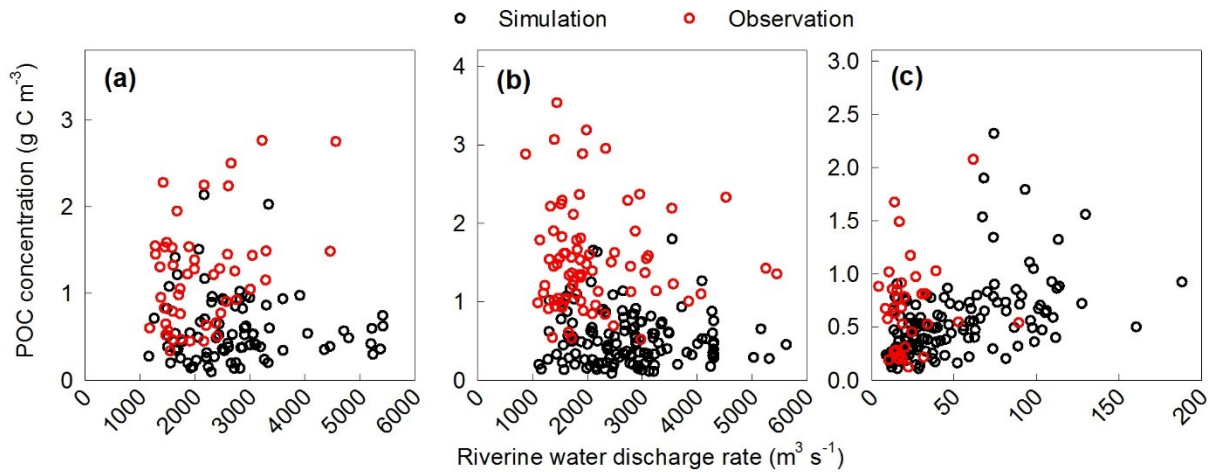 Simulation Observation
(a) (b) (c)
POC concentration (g C m⁻³)
3
2
1
0
4
3
2
1
0
3.0
2.5
2.0
1.5
1.0
0.5
0.0
0 1000 2000 3000 4000 5000 6000
0 1000 2000 3000 4000 5000 6000
0 50 100 150 200
Riverine water discharge rate (m³ s⁻¹)